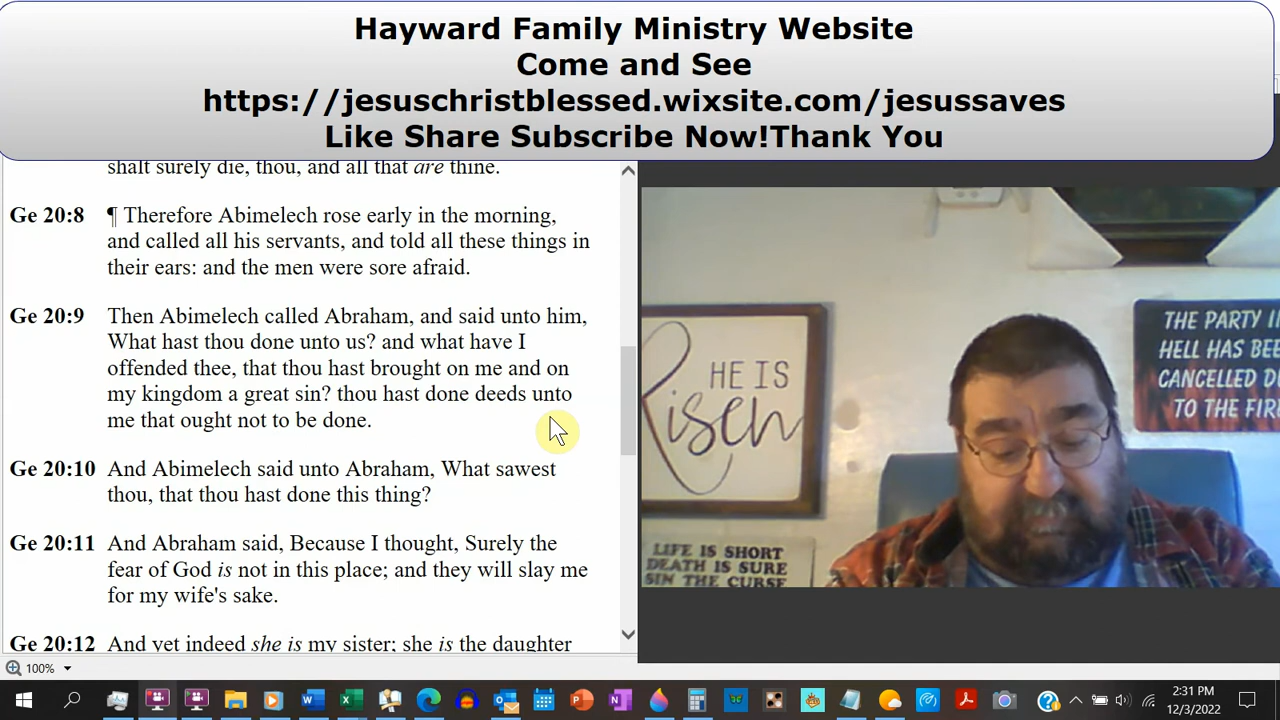 Hayward Family Ministry Website
Come and See
https://jesuschristblessed.wixsite.com/jesussaves
Like Share Subscribe Now!Thank You
shalt surely die, thou, and all that are thine.
Ge 20:8 ¶ Therefore Abimelech rose early in the morning,
and called all his servants, and told all these things in
their ears: and the men were sore afraid.
Ge 20:9 Then Abimelech called Abraham, and said unto him,
What hast thou done unto us? and what have I
offended thee, that thou hast brought on me and on
my kingdom a great sin? thou hast done deeds unto
me that ought not to be done.
Ge 20:10 And Abimelech said unto Abraham, What sawest
thou, that thou hast done this thing?
Ge 20:11 And Abraham said, Because I thought, Surely the
fear of God is not in this place; and they will slay me
for my wife's sake.
Ge 20:12 And yet indeed she is my sister; she is the daughter
100%
HE IS
Risen
LIFE IS SHORT
DEATH IS SURE
SIN THE CURSE
THE PARTY I
HELL HAS BEE
CANCELLED D
TO THE FIR
2:31 PM
12/3/2022